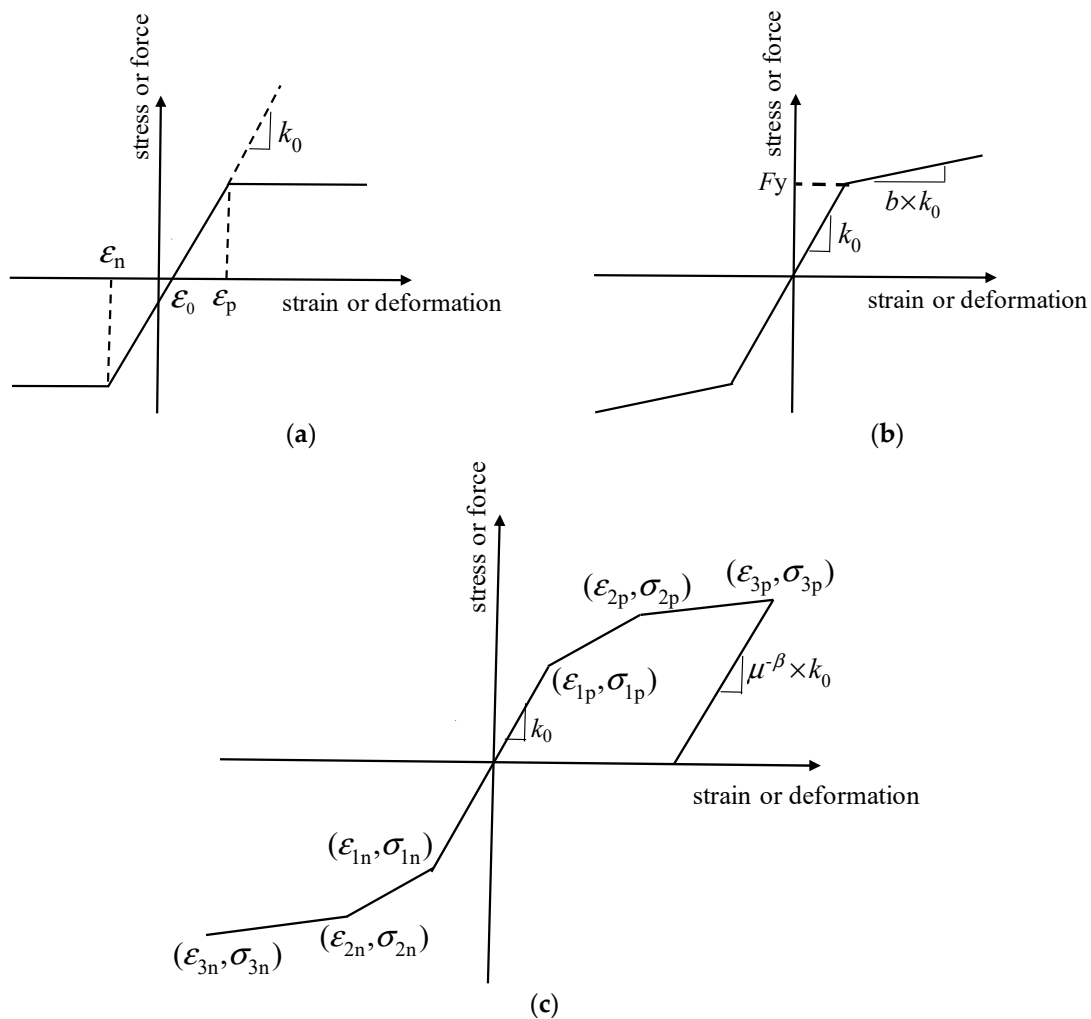 stress or force
k₀
εₙ
ε₀
εₚ
strain or deformation
(a)
stress or force
Fy
b×k₀
k₀
strain or deformation
(b)
stress or force
(ε₃ₚ,σ₃ₚ)
(ε₂ₚ,σ₂ₚ)
(ε₁ₚ,σ₁ₚ)
μ^-β×k₀
k₀
strain or deformation
(ε₁ₙ,σ₁ₙ)
(ε₂ₙ,σ₂ₙ)
(ε₃ₙ,σ₃ₙ)
(c)